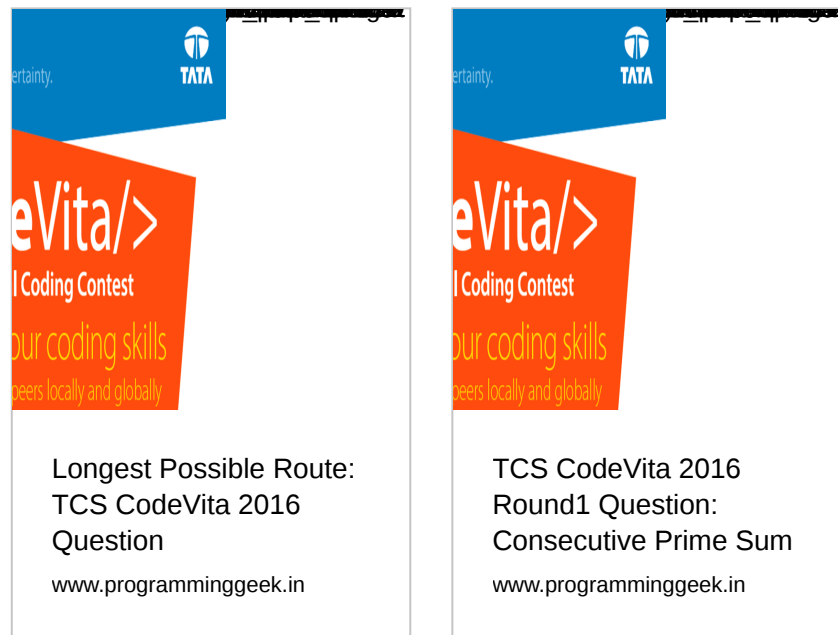 ertainty.
TATA
eVita/>
l Coding Contest
our coding skills
peers locally and globally
Longest Possible Route:
TCS CodeVita 2016
Question
www.programminggeek.in
ertainty.
TATA
eVita/>
l Coding Contest
our coding skills
peers locally and globally
TCS CodeVita 2016
Round1 Question:
Consecutive Prime Sum
www.programminggeek.in